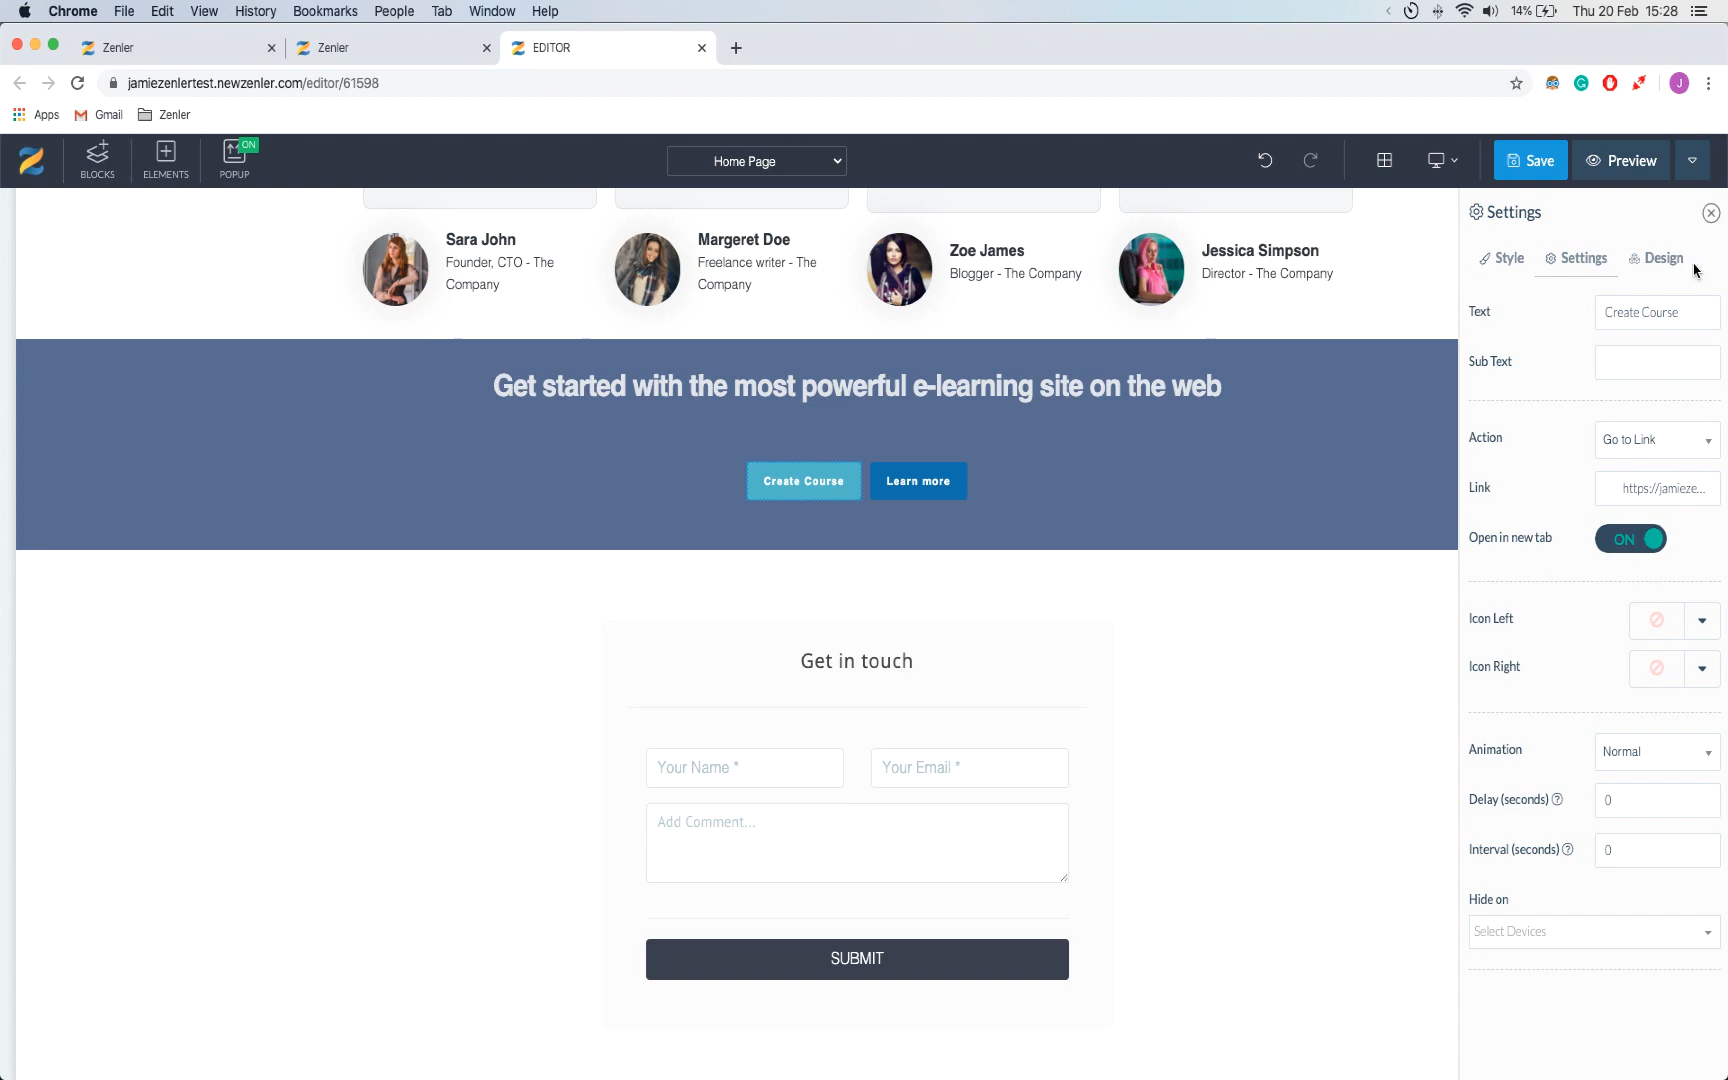 Chrome File Edit View History Bookmarks People Tab Window Help 14% Thu 20 Feb 15:28
Zenler Zenler EDITOR
jamiezenlertest.newzenler.com/editor/61598 J
Apps Gmail Zenler
BLOCKS ELEMENTS POPUP ON Home Page Save Preview
Sara John
Founder, CTO - The
Company
Margeret Doe
Freelance writer - The
Company
Zoe James
Blogger - The Company
Jessica Simpson
Director - The Company
Get started with the most powerful e-learning site on the web
Create Course Learn more
Get in touch
Your Name * Your Email *
Add Comment...
SUBMIT
Settings
Style Settings Design
Text Create Course
Sub Text
Action Go to Link
Link https://jamieze...
Open in new tab ON
Icon Left
Icon Right
Animation Normal
Delay (seconds) ? 0
Interval (seconds) ? 0
Hide on
Select Devices